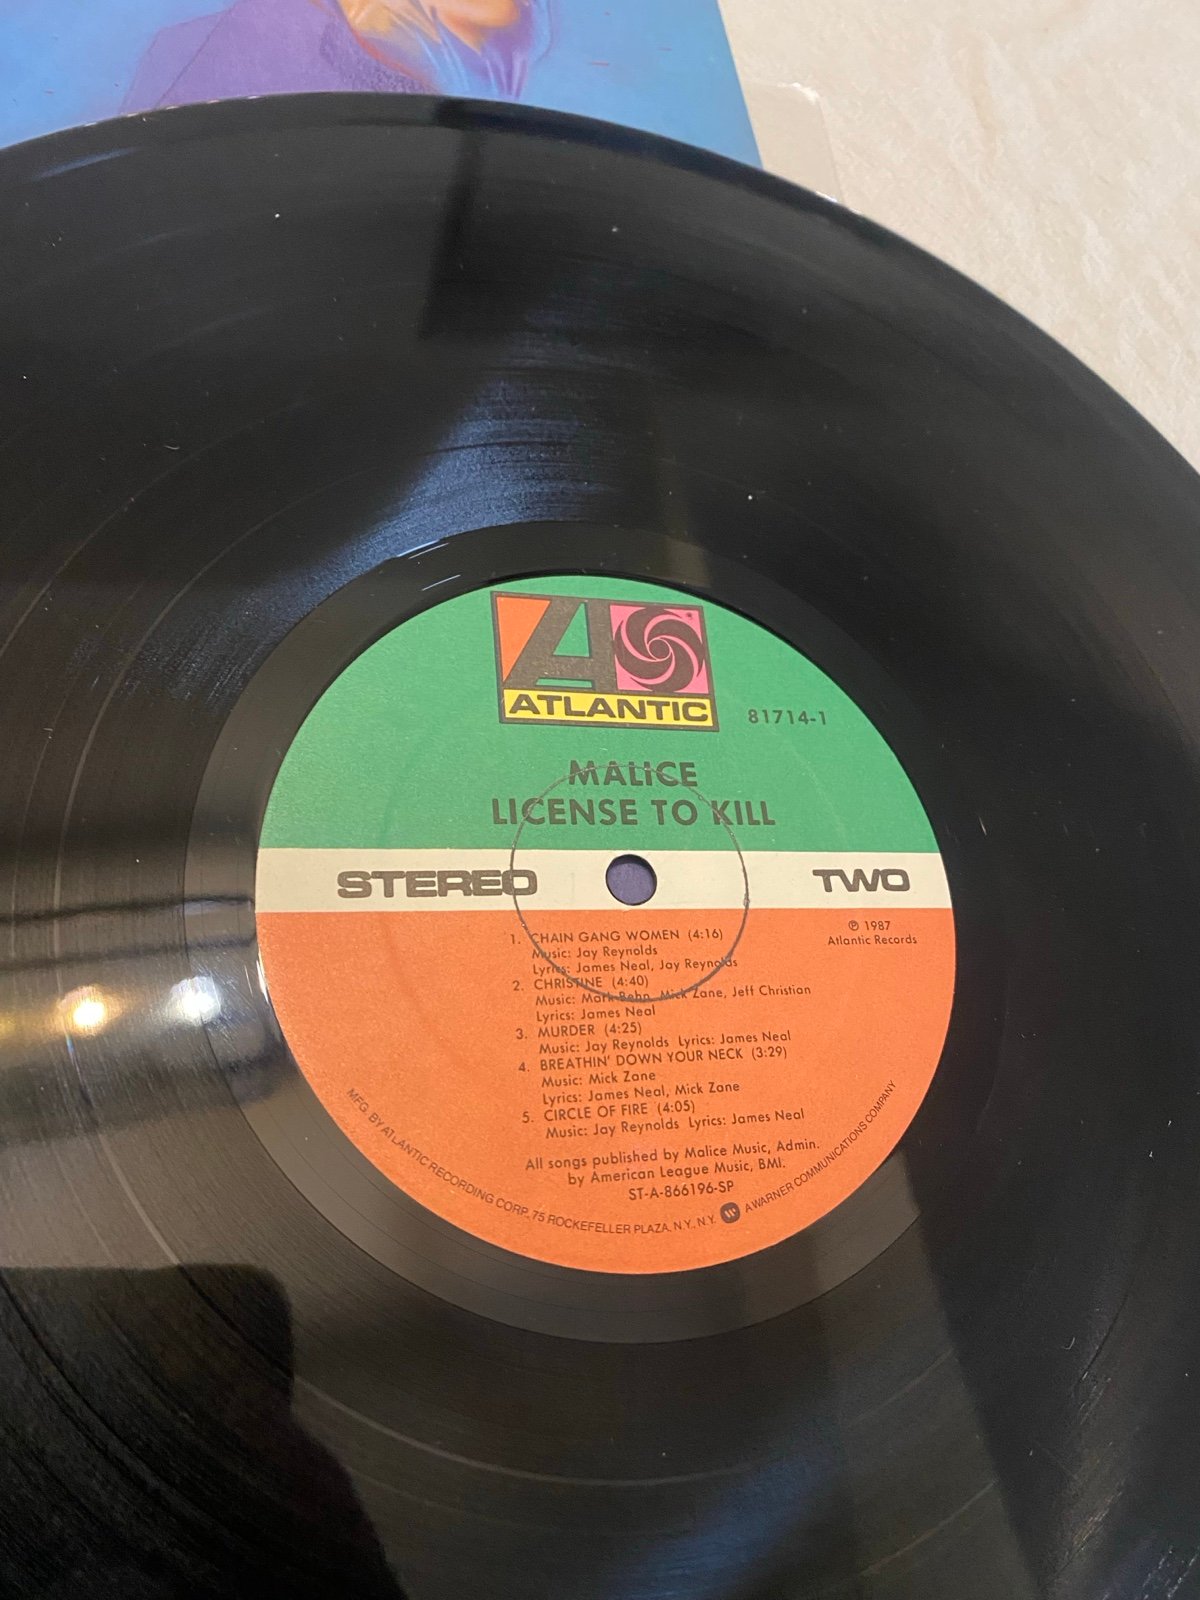 ATLANTIC
81714-1
MALICE
LICENSE TO KILL
STEREO
TWO
℗ 1987
Atlantic Records
1. CHAIN GANG WOMEN (4:16)
Music: Jay Reynolds
Lyrics: James Neal, Jay Reynolds
2. CHRISTINE (4:40)
Music: Mark Behn, Mick Zane, Jeff Christian
Lyrics: James Neal
3. MURDER (4:25)
Music: Jay Reynolds Lyrics: James Neal
4. BREATHIN' DOWN YOUR NECK (3:29)
Music: Mick Zane
Lyrics: James Neal, Mick Zane
5. CIRCLE OF FIRE (4:05)
Music: Jay Reynolds Lyrics: James Neal
All songs published by Malice Music, Admin.
by American League Music, BMI.
ST-A-866196-SP
MFG. BY ATLANTIC RECORDING CORP., 75 ROCKEFELLER PLAZA, N.Y., N.Y. A WARNER COMMUNICATIONS COMPANY